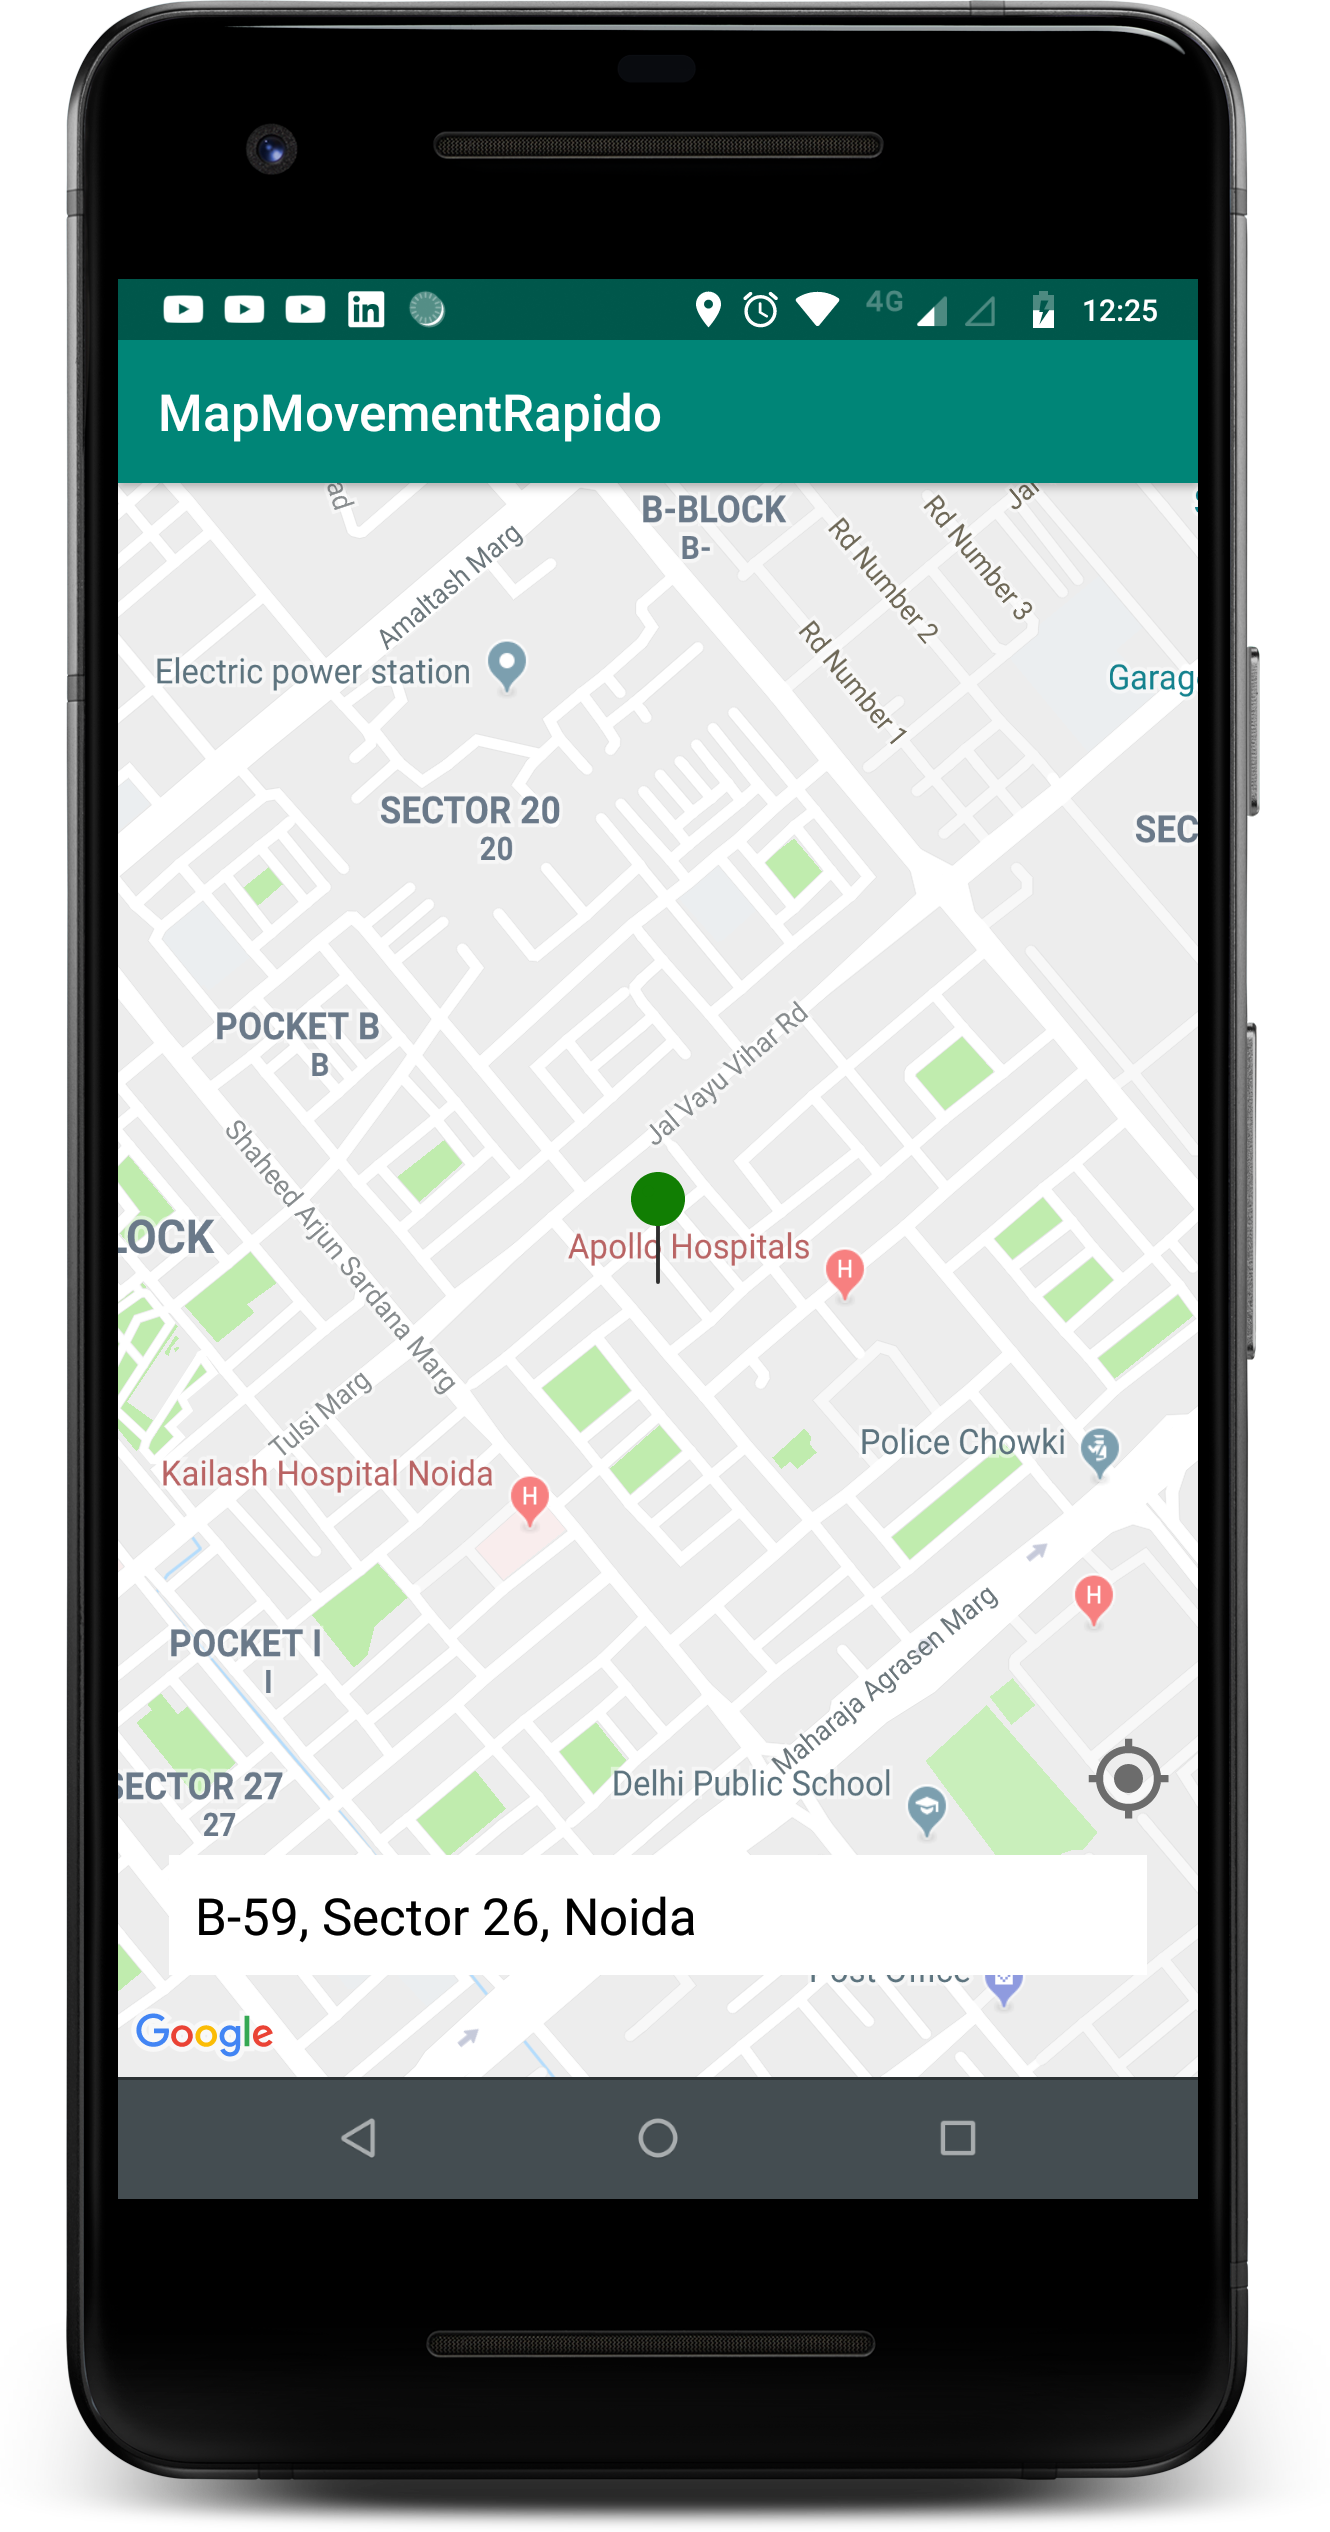 4G
12:25
MapMovementRapido
ad
B-BLOCK
B-
Amaltash Marg
Rd Number 2
Rd Number 3
Jal
Rd Number 1
Electric power station
Garag
SECTOR 20
20
SEC
POCKET B
B
Jal Vayu Vihar Rd
Shaheed Arjun Sardana Marg
LOCK
Apollo Hospitals
H
Tulsi Marg
Police Chowki
Kailash Hospital Noida
H
H
Maharaja Agrasen Marg
POCKET I
I
SECTOR 27
27
Delhi Public School
B-59, Sector 26, Noida
Post Office
Google